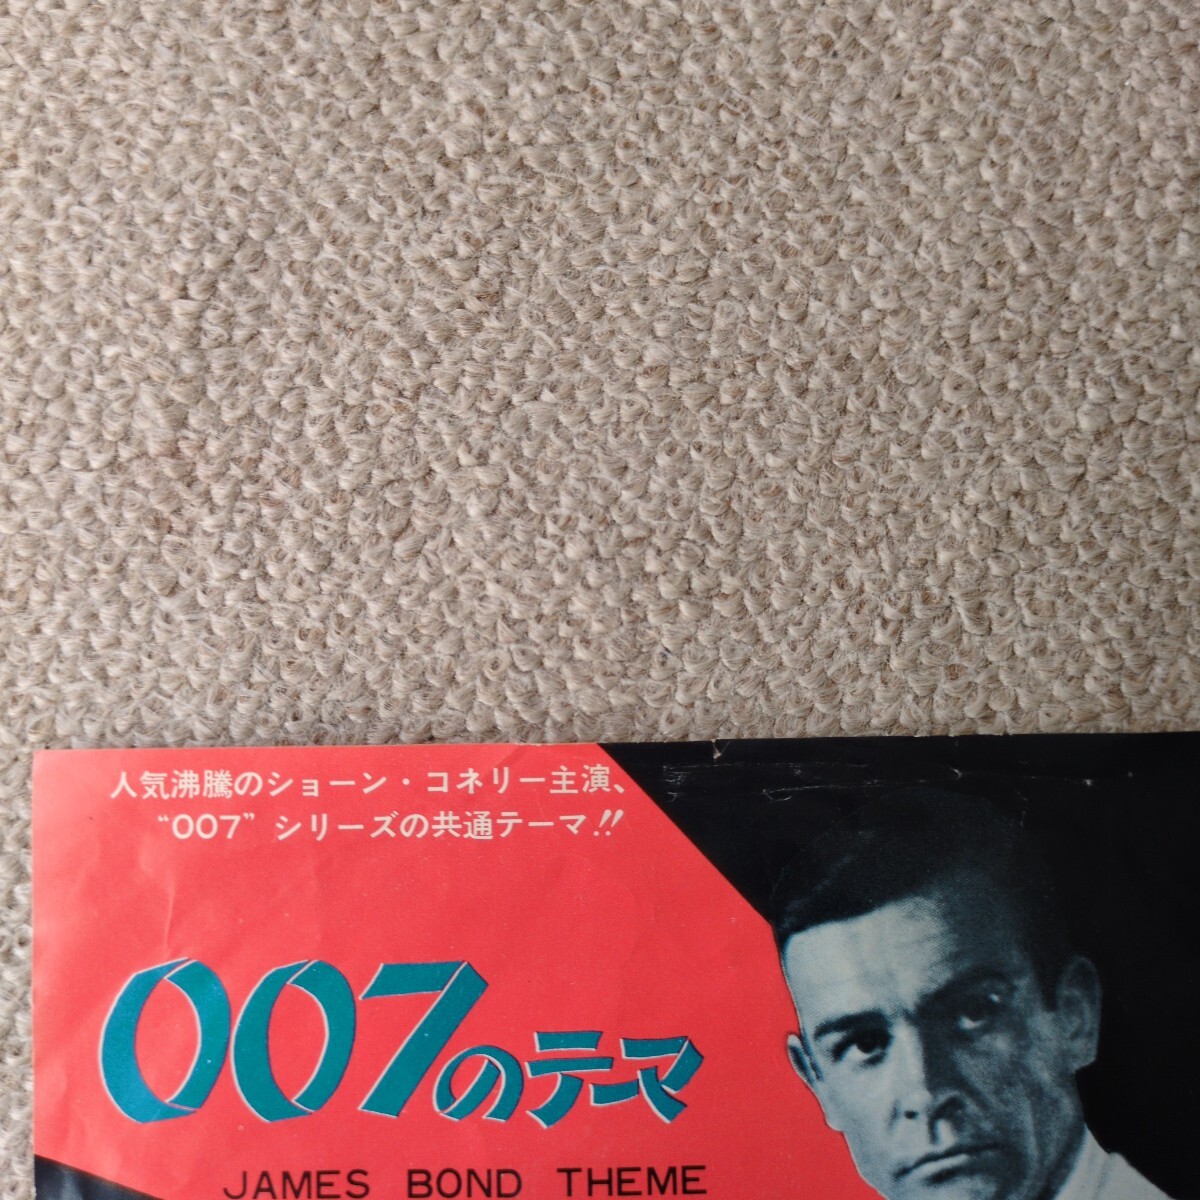 人気沸騰のショーン・コネリー主演、
“007” シリーズの共通テーマ!!
007のテーマ
JAMES BOND THEME